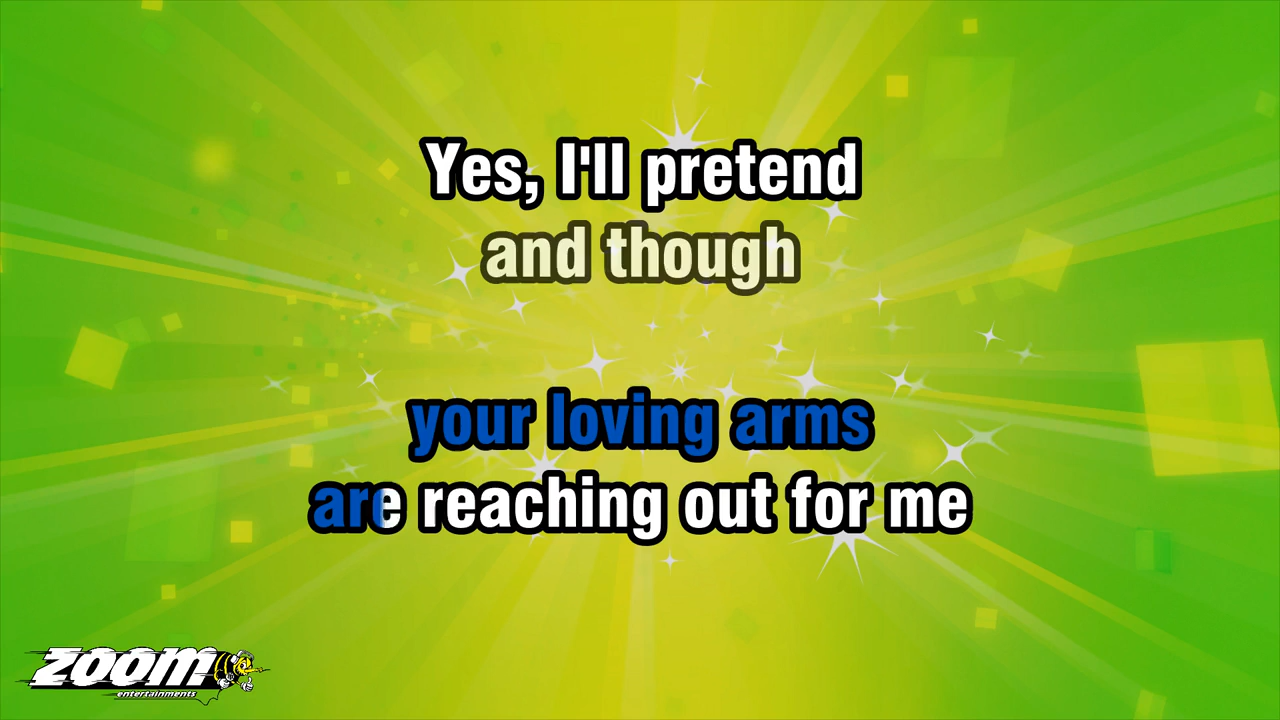 Yes, I'll pretend
and though
your loving arms
are reaching out for me
zoom
entertainments